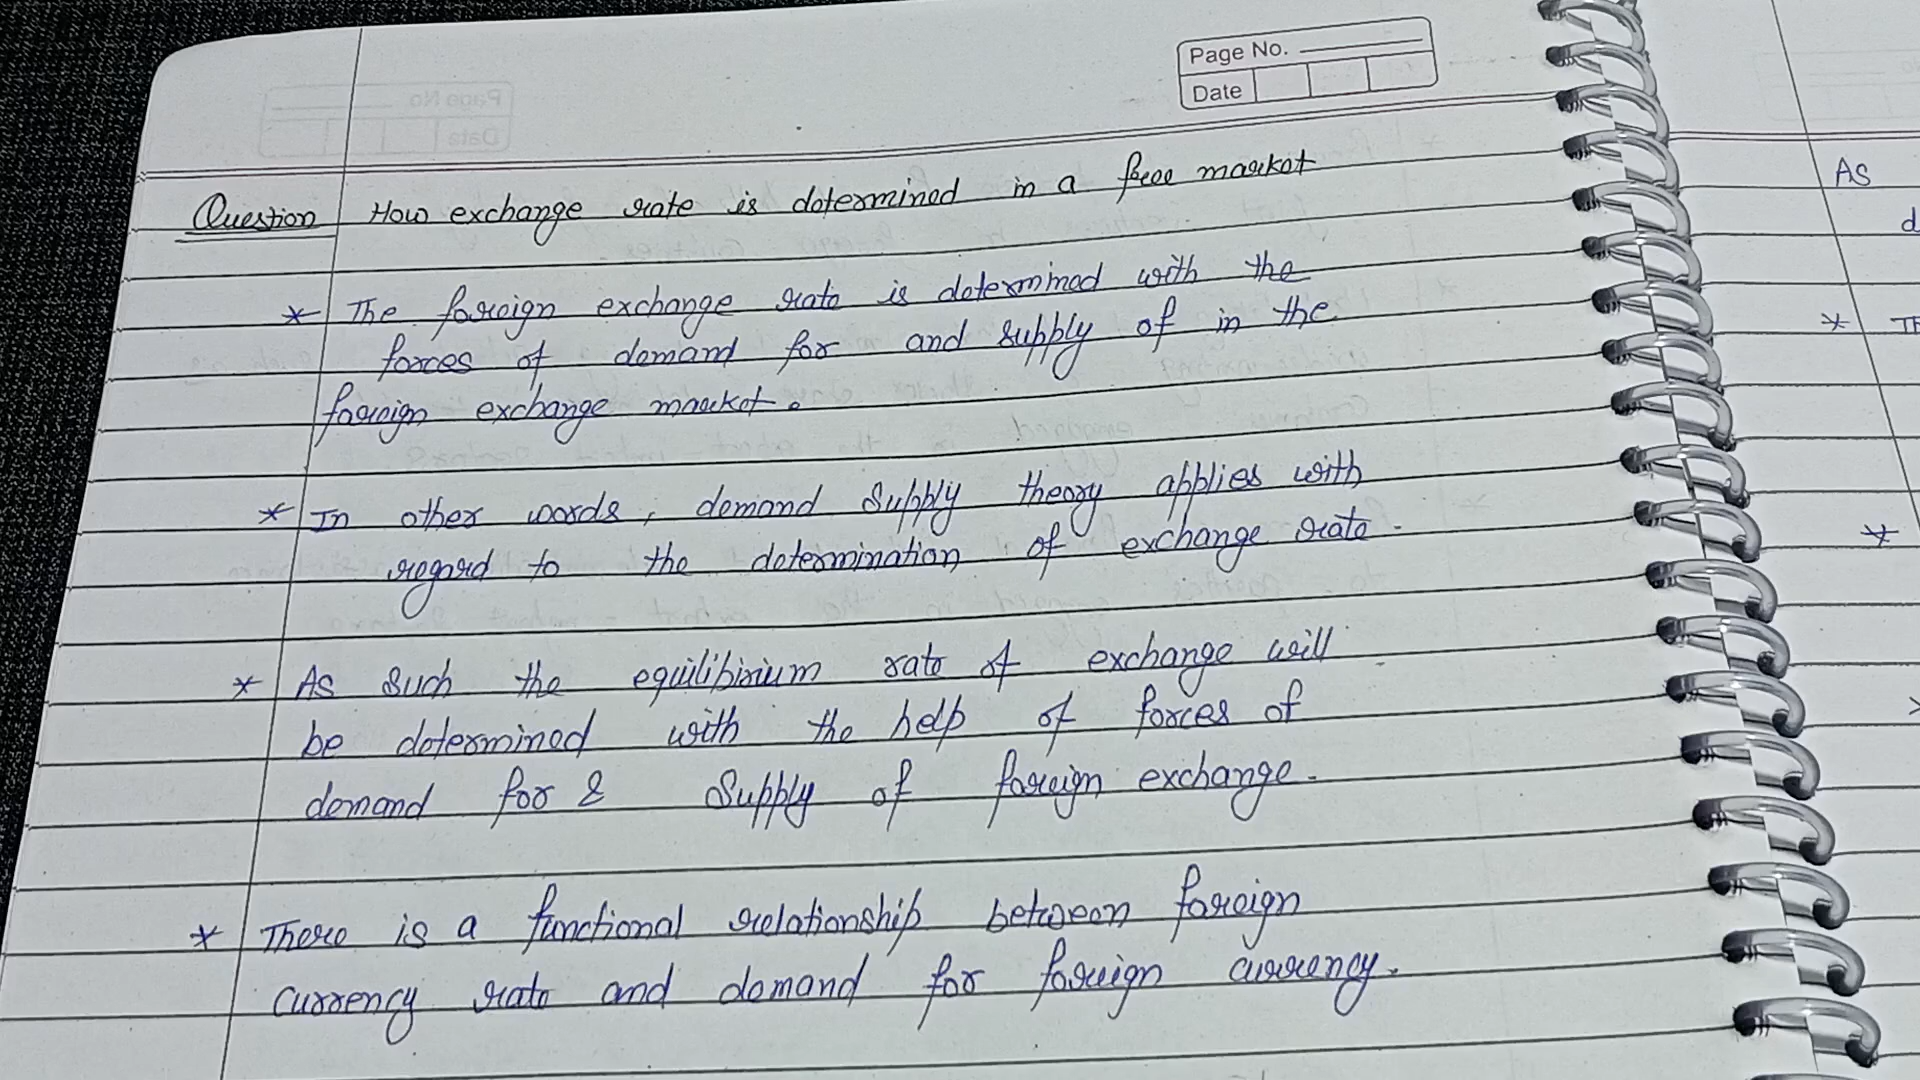 Page No.
Date
Question How exchange rate is determined in a free market
* The foreign exchange rate is determined with the
forces of demand for and supply of in the
foreign exchange market.
* In other words, demand supply theory applies with
regard to the determination of exchange rate.
* As such the equilibirium rate of exchange will
be determined with the help of forces of
demand for & supply of foreign exchange.
* There is a functional relationship between foreign
currency rate and demand for foreign currency.
As
d
* Th
*